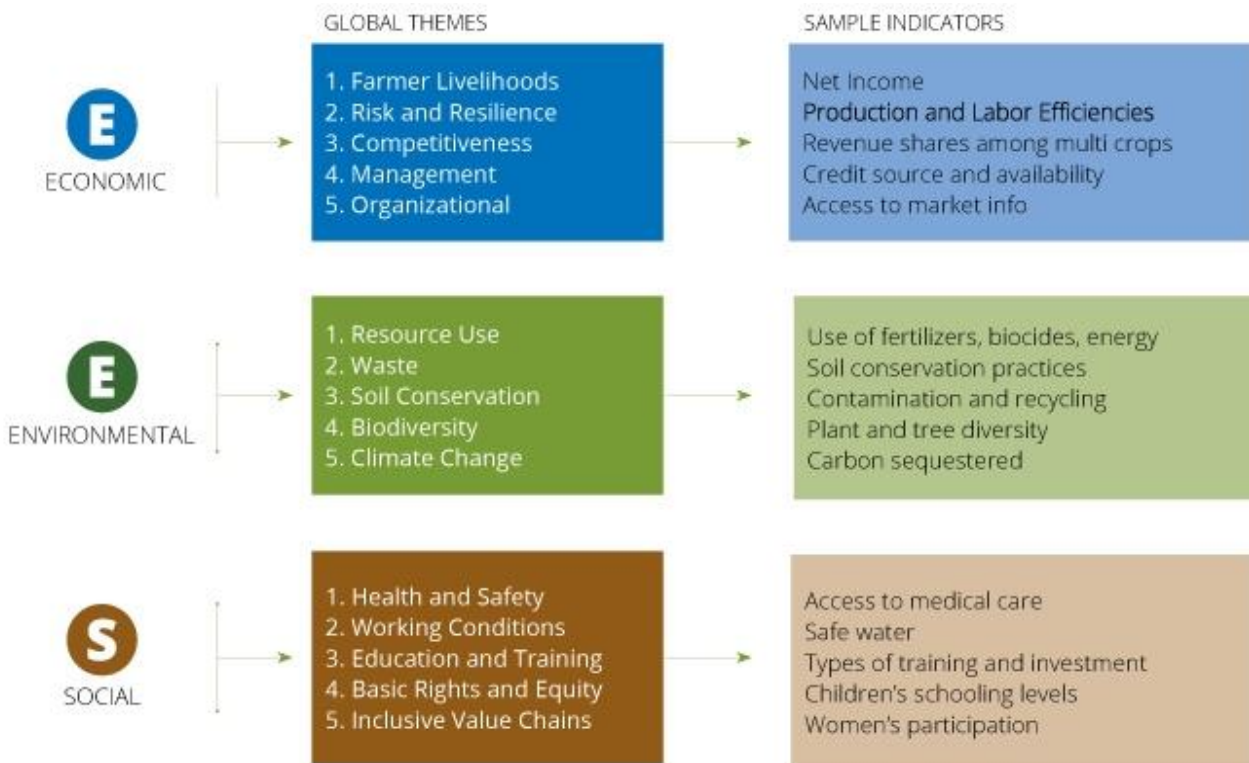 GLOBAL THEMES
SAMPLE INDICATORS
E
ECONOMIC
1. Farmer Livelihoods
2. Risk and Resilience
3. Competitiveness
4. Management
5. Organizational
Net Income
Production and Labor Efficiencies
Revenue shares among multi crops
Credit source and availability
Access to market info
E
ENVIRONMENTAL
1. Resource Use
2. Waste
3. Soil Conservation
4. Biodiversity
5. Climate Change
Use of fertilizers, biocides, energy
Soil conservation practices
Contamination and recycling
Plant and tree diversity
Carbon sequestered
S
SOCIAL
1. Health and Safety
2. Working Conditions
3. Education and Training
4. Basic Rights and Equity
5. Inclusive Value Chains
Access to medical care
Safe water
Types of training and investment
Children's schooling levels
Women's participation